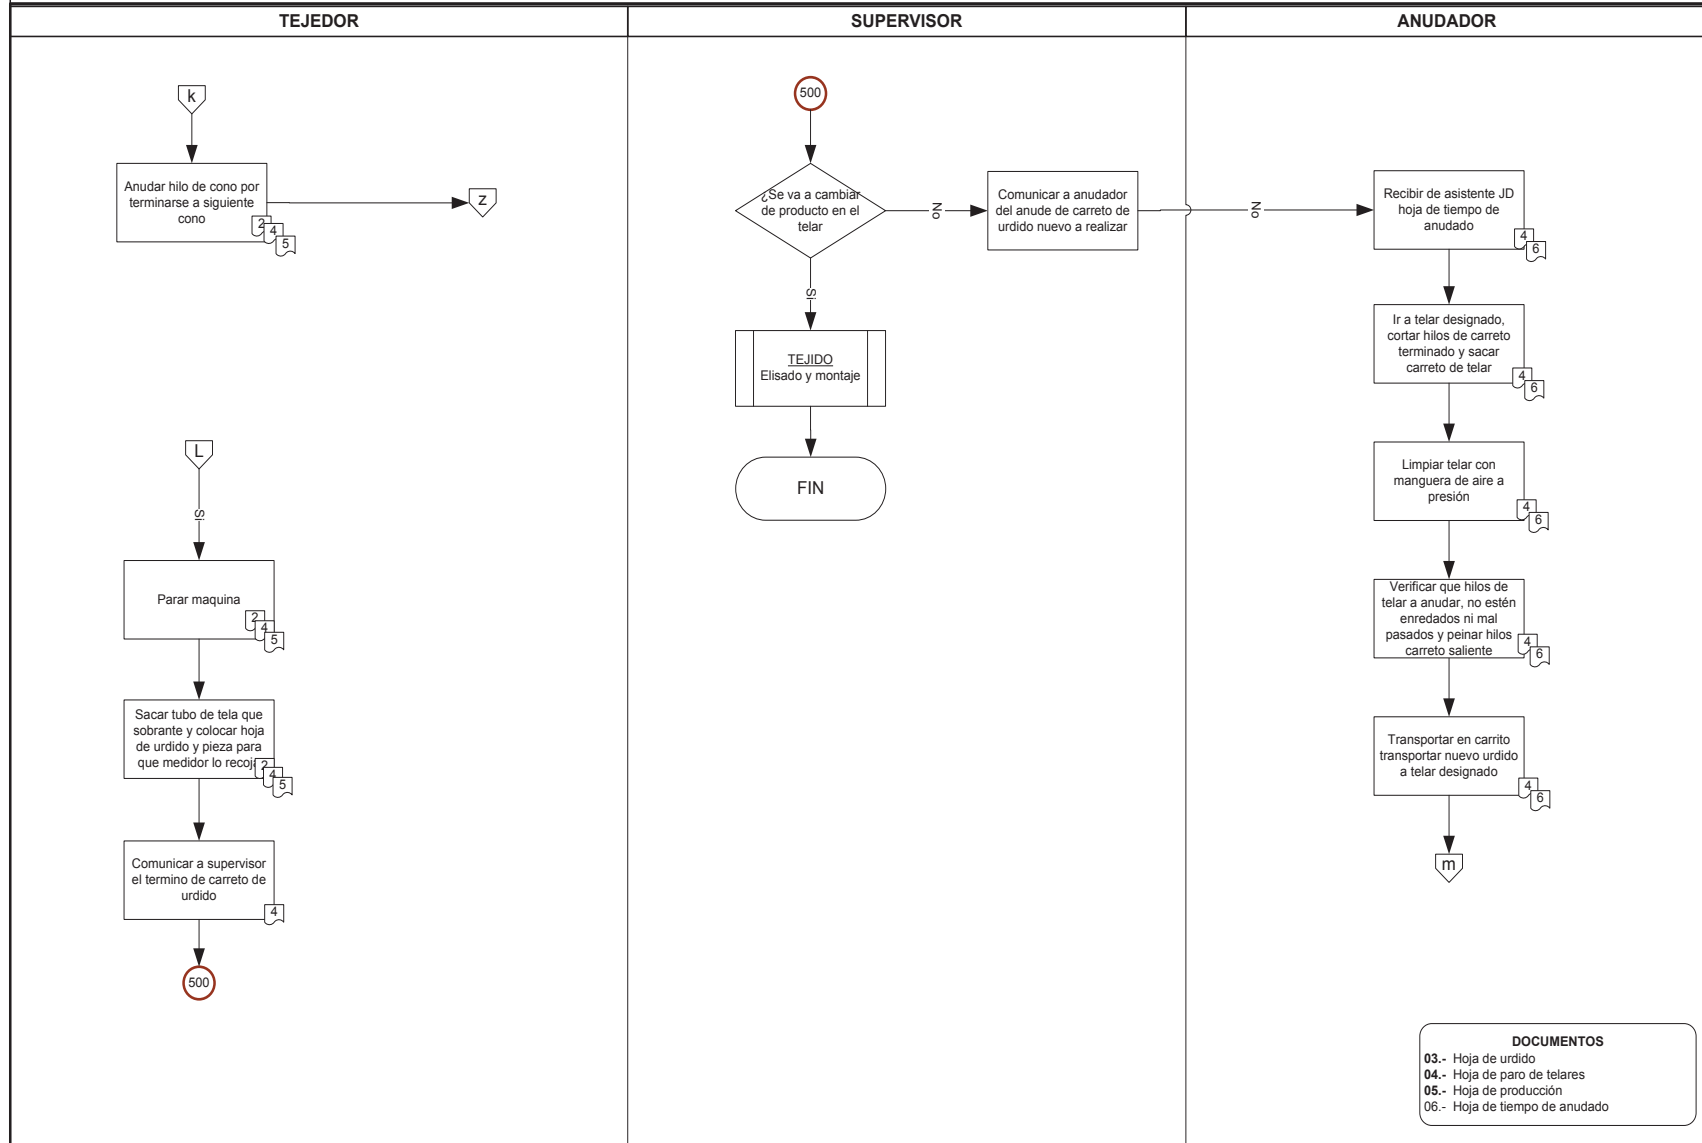 TEJEDOR
SUPERVISOR
ANUDADOR
k
Anudar hilo de cono por
terminarse a siguiente
cono
2
4
5
z
L
Si
Parar maquina
2
4
5
Sacar tubo de tela que
sobrante y colocar hoja
de urdido y pieza para
que medidor lo recoja
2
4
5
Comunicar a supervisor
el termino de carreto de
urdido
4
500
500
¿Se va a cambiar
de producto en el
telar
No
Comunicar a anudador
del anude de carreto de
urdido nuevo a realizar
Si
TEJIDO
Elisado y montaje
FIN
No
Recibir de asistente JD
hoja de tiempo de
anudado
4
6
Ir a telar designado,
cortar hilos de carreto
terminado y sacar
carreto de telar
4
6
Limpiar telar con
manguera de aire a
presión
4
6
Verificar que hilos de
telar a anudar, no estén
enredados ni mal
pasados y peinar hilos
carreto saliente
4
6
Transportar en carrito
transportar nuevo urdido
a telar designado
4
6
m
DOCUMENTOS
03.- Hoja de urdido
04.- Hoja de paro de telares
05.- Hoja de producción
06.- Hoja de tiempo de anudado